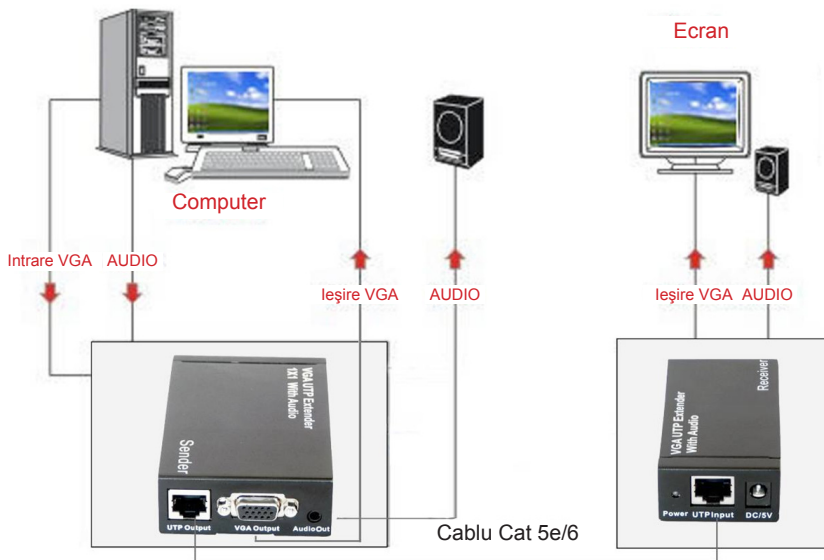 Ecran
Computer
Intrare VGA
AUDIO
Ieşire VGA
AUDIO
Ieşire VGA
AUDIO
VGA UTP Extender
1X1 With Audio
Sender
UTP Output
VGA Output
AudioOut
Cablu Cat 5e/6
Receiver
VGA UTP Extender
With Audio
Power
UTP Input
DC/5V